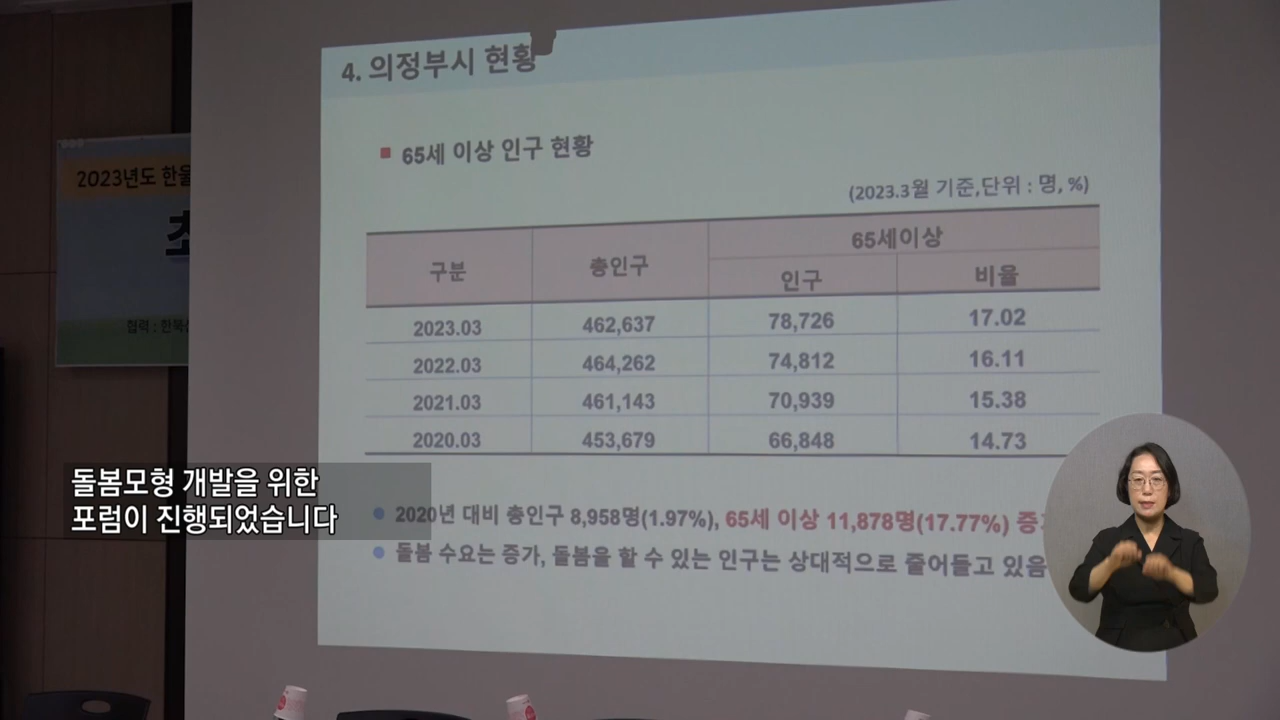 4. 의정부시 현황
65세 이상 인구 현황
(2023.3월 기준,단위 : 명, %)
구분 총인구 65세이상
인구 비율
2023.03 462,637 78,726 17.02
2022.03 464,262 74,812 16.11
2021.03 461,143 70,939 15.38
2020.03 453,679 66,848 14.73
2020년 대비 총인구 8,958명(1.97%), 65세 이상 11,878명(17.77%)
돌봄 수요는 증가, 돌봄을 할 수 있는 인구는 상대적으로 줄어들고 있음
2023년도
협력 :
돌봄모형 개발을 위한
포럼이 진행되었습니다